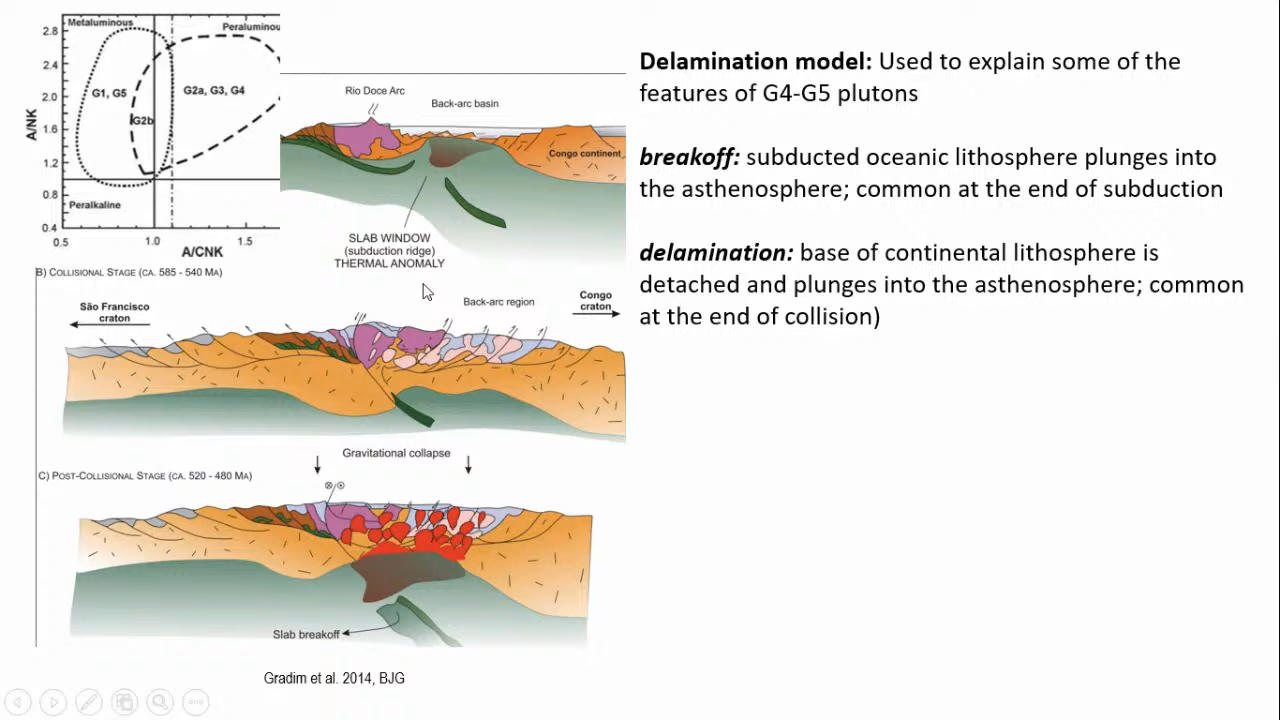 Metaluminous
Peraluminou
2.8
2.4
2.0
1.6
1.2
0.8
0.4
A/NK
G1, G5
G2a, G3, G4
G2b
Peralkaline
0.5
1.0
1.5
A/CNK
Rio Doce Arc
Back-arc basin
Congo continent
SLAB WINDOW
(subduction ridge)
THERMAL ANOMALY
B) COLLISIONAL STAGE (CA. 585 - 540 MA)
São Francisco
craton
Back-arc region
Congo
craton
Gravitational collapse
C) POST-COLLISIONAL STAGE (CA. 520 - 480 MA)
Slab breakoff
Gradim et al. 2014, BJG
Delamination model: Used to explain some of the
features of G4-G5 plutons
breakoff: subducted oceanic lithosphere plunges into
the asthenosphere; common at the end of subduction
delamination: base of continental lithosphere is
detached and plunges into the asthenosphere; common
at the end of collision)